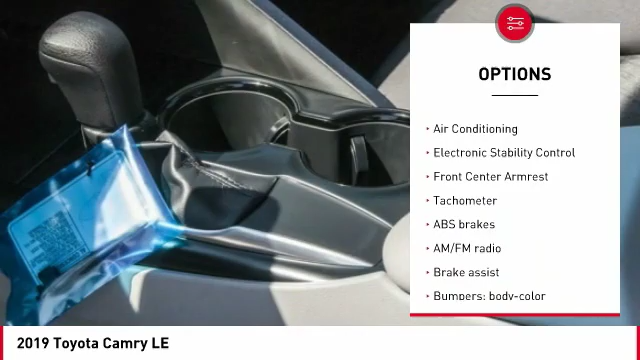 OPTIONS
Air Conditioning
Electronic Stability Control
Front Center Armrest
Tachometer
ABS brakes
AM/FM radio
Brake assist
Bumpers: body-color
2019 Toyota Camry LE